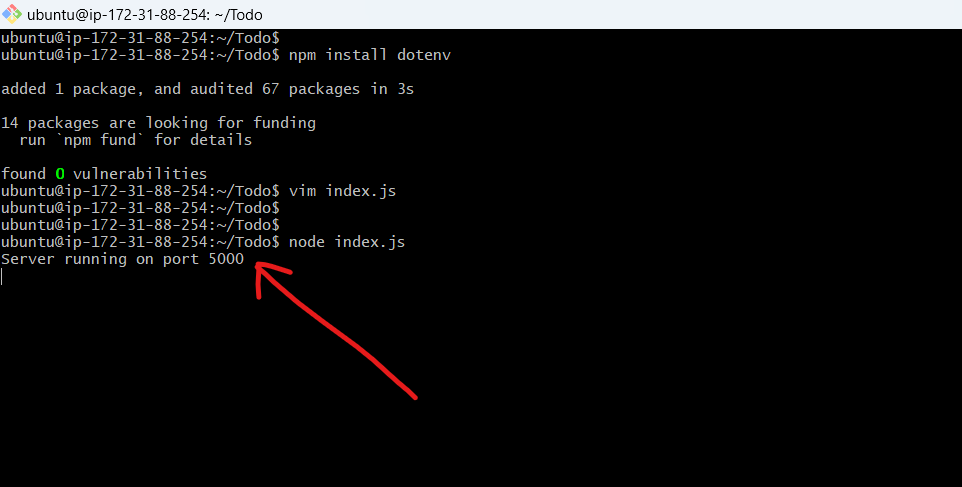 ubuntu@ip-172-31-88-254: ~/Todo
ubuntu@ip-172-31-88-254:~/Todo$
ubuntu@ip-172-31-88-254:~/Todo$ npm install dotenv
added 1 package, and audited 67 packages in 3s
14 packages are looking for funding
  run `npm fund` for details
found 0 vulnerabilities
ubuntu@ip-172-31-88-254:~/Todo$ vim index.js
ubuntu@ip-172-31-88-254:~/Todo$
ubuntu@ip-172-31-88-254:~/Todo$
ubuntu@ip-172-31-88-254:~/Todo$ node index.js
Server running on port 5000